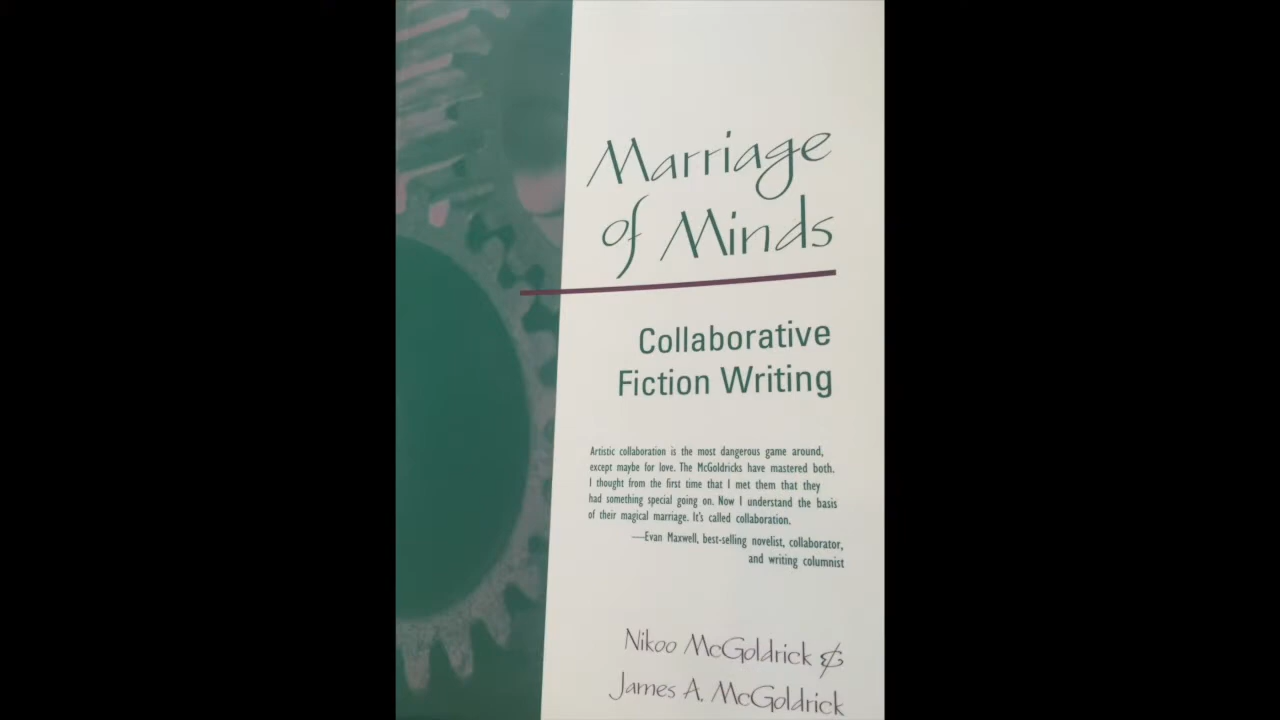 Marriage
of Minds
Collaborative
Fiction Writing
Artistic collaboration is the most dangerous game around,
except maybe for love. The McGoldricks have mastered both.
I thought from the first time that I met them that they
had something special going on. Now I understand the basis
of their magical marriage. It's called collaboration.
—Evan Maxwell, best-selling novelist, collaborator,
and writing columnist
Nikoo McGoldrick &
James A. McGoldrick